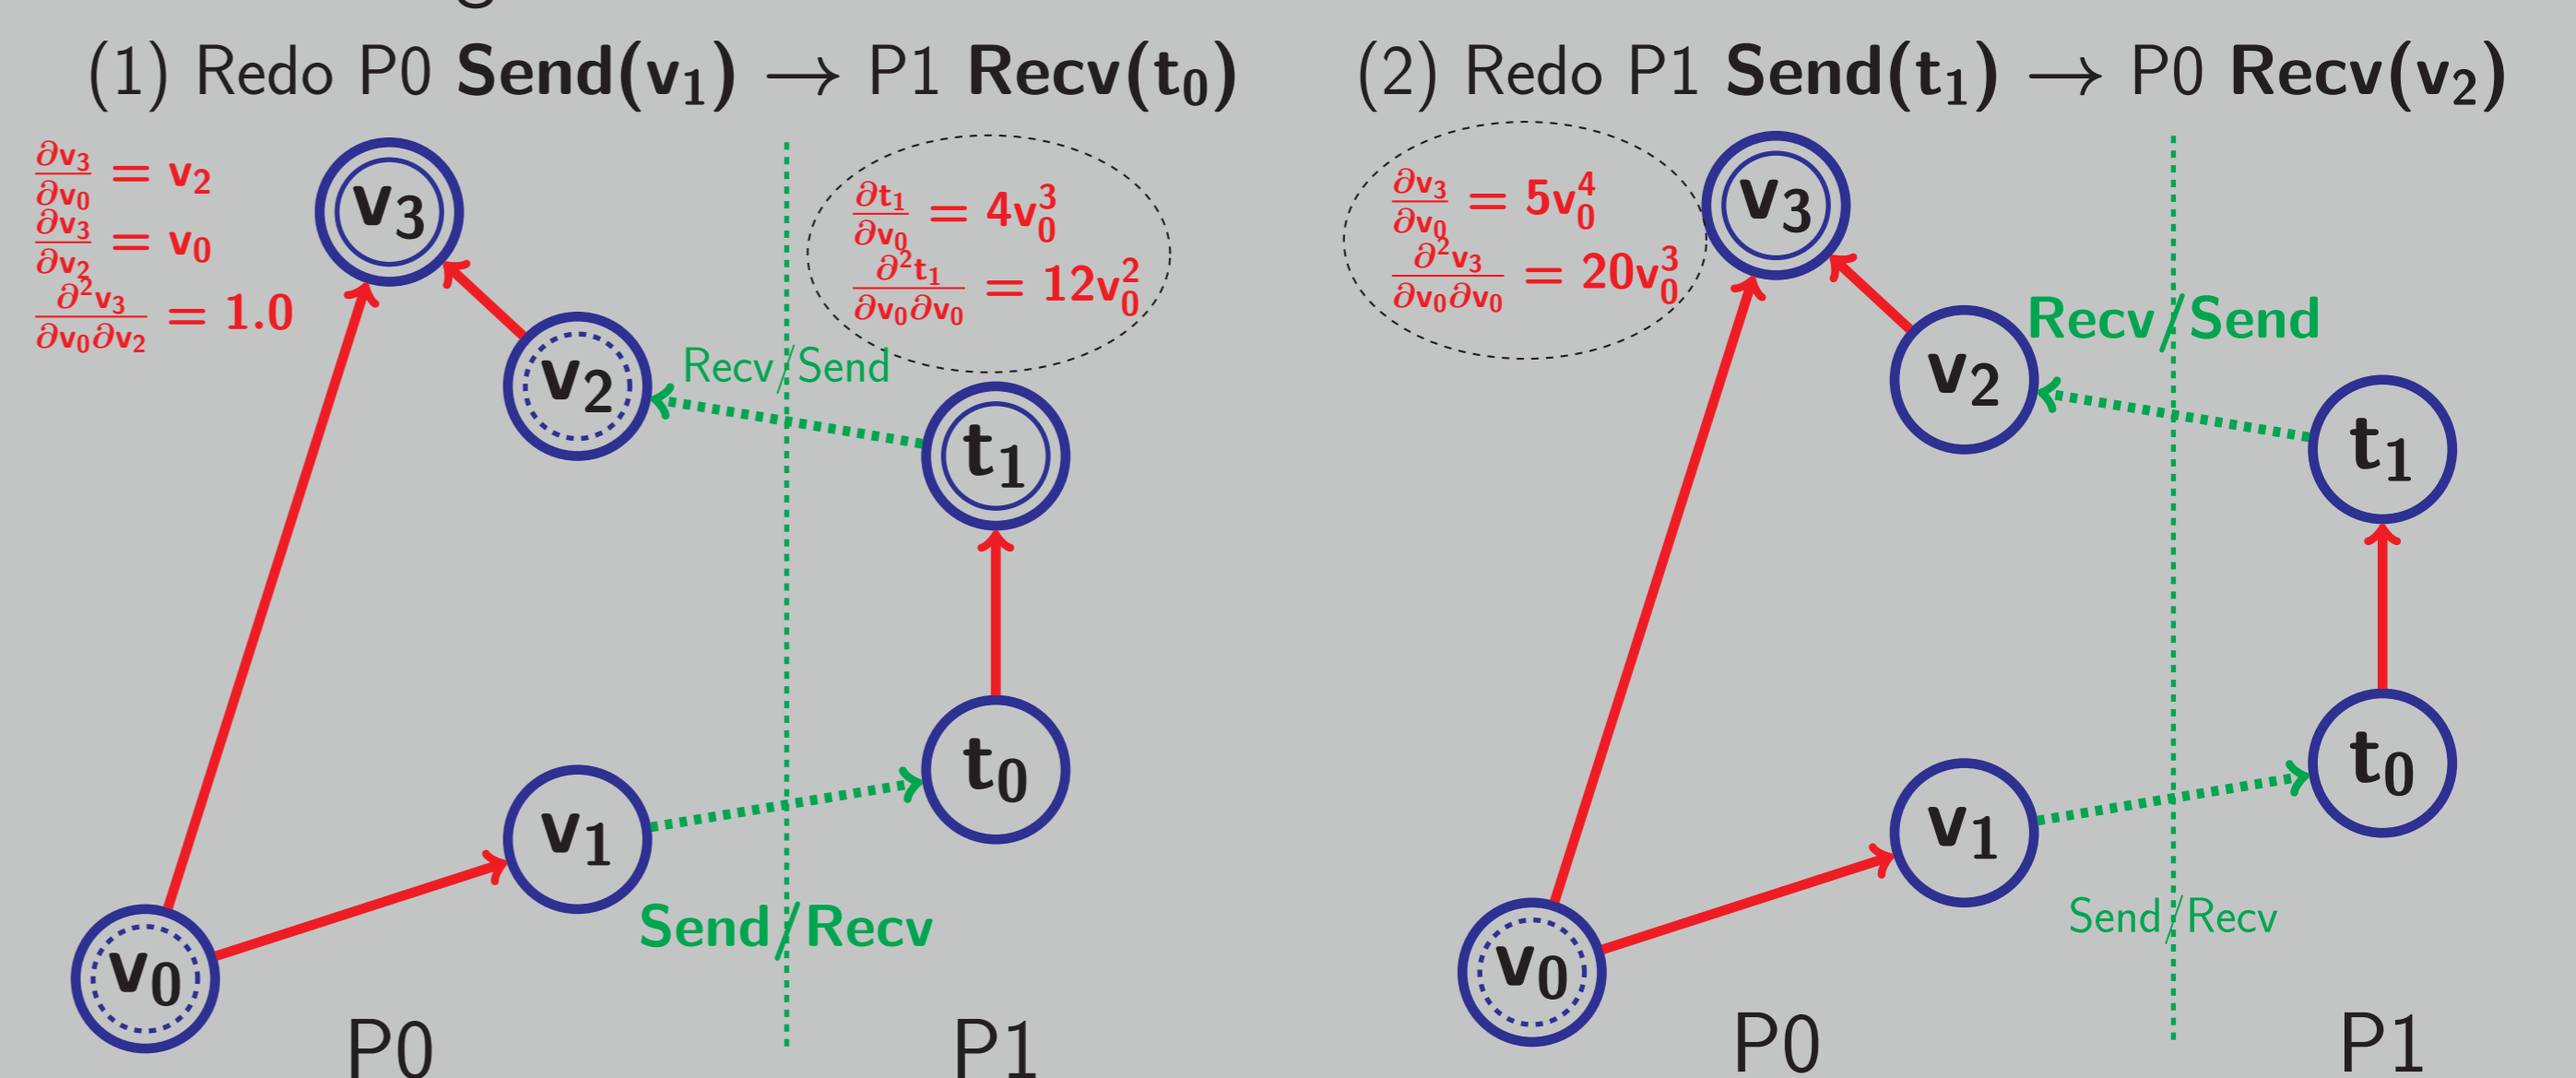 (1) Redo P0 Send(v₁) → P1 Recv(t₀)
∂v₃/∂v₀ = v₂
∂v₃/∂v₂ = v₀
∂²v₃/∂v₀∂v₂ = 1.0
v₃
∂t₁/∂v₀ = 4v₀³
∂²t₁/∂v₀∂v₀ = 12v₀²
v₂
Recv/Send
t₁
t₀
v₁
Send/Recv
v₀
P0
P1
(2) Redo P1 Send(t₁) → P0 Recv(v₂)
∂v₃/∂v₀ = 5v₀⁴
∂²v₃/∂v₀∂v₀ = 20v₀³
v₃
v₂
Recv/Send
t₁
t₀
v₁
Send/Recv
v₀
P0
P1